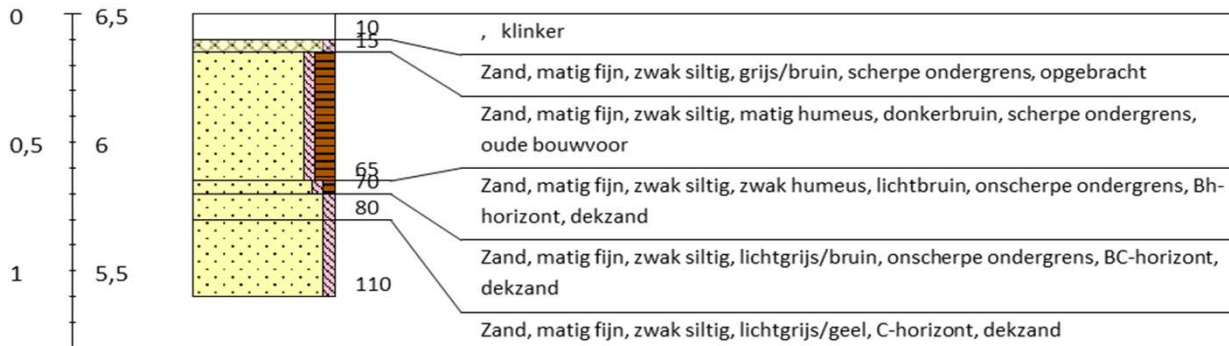 0 6,5
10
, klinker
15
Zand, matig fijn, zwak siltig, grijs/bruin, scherpe ondergrens, opgebracht
Zand, matig fijn, zwak siltig, matig humeus, donkerbruin, scherpe ondergrens,
oude bouwvoor
0,5 6
65
70
Zand, matig fijn, zwak siltig, zwak humeus, lichtbruin, onscherpe ondergrens, Bh-
horizont, dekzand
80
Zand, matig fijn, zwak siltig, lichtgrijs/bruin, onscherpe ondergrens, BC-horizont,
dekzand
1 5,5
110
Zand, matig fijn, zwak siltig, lichtgrijs/geel, C-horizont, dekzand